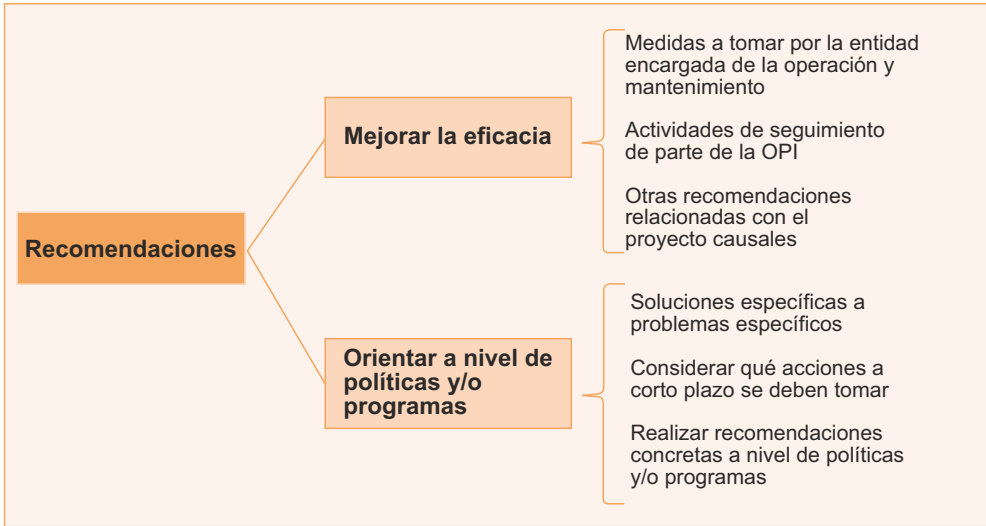 Recomendaciones
Mejorar la eficacia
Medidas a tomar por la entidad
encargada de la operación y
mantenimiento
Actividades de seguimiento
de parte de la OPI
Otras recomendaciones
relacionadas con el
proyecto causales
Orientar a nivel de
políticas y/o
programas
Soluciones específicas a
problemas específicos
Considerar qué acciones a
corto plazo se deben tomar
Realizar recomendaciones
concretas a nivel de políticas
y/o programas